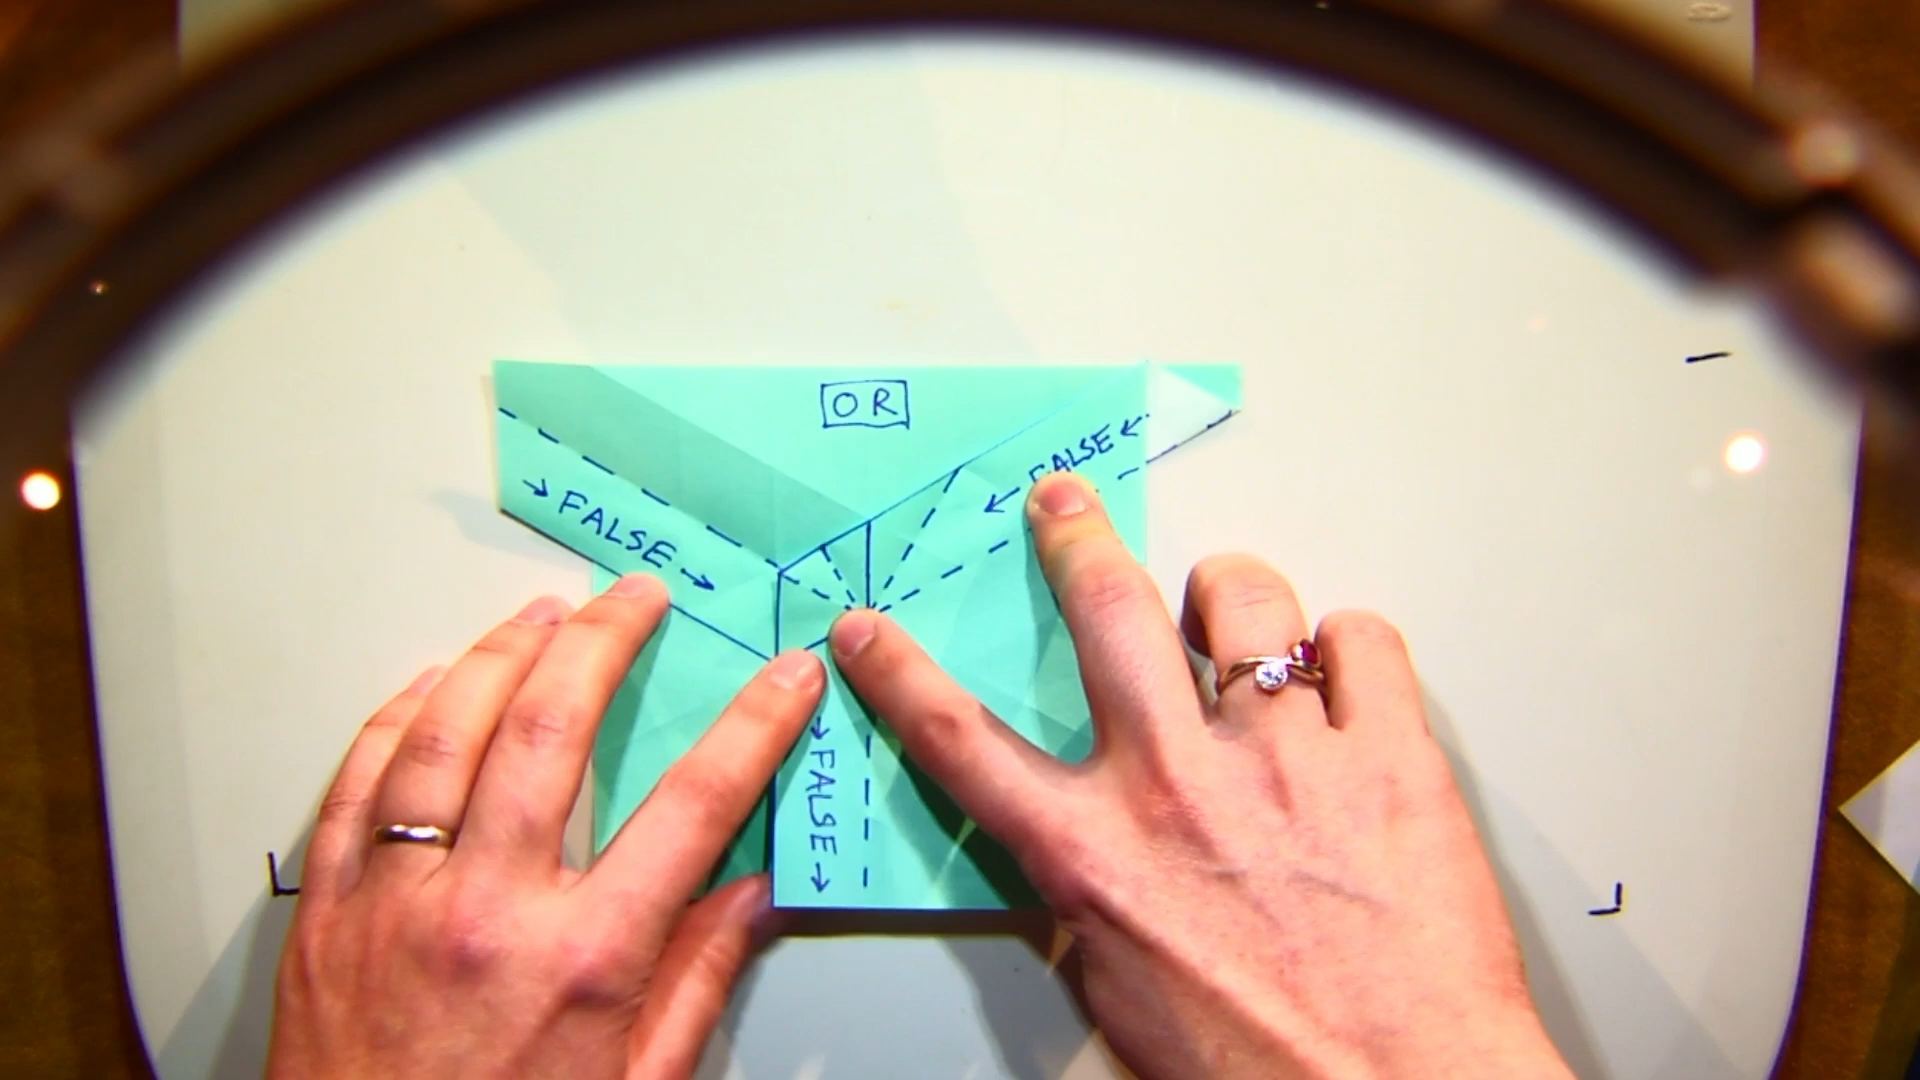 OR
→ FALSE →
← FALSE ←
→ FALSE →